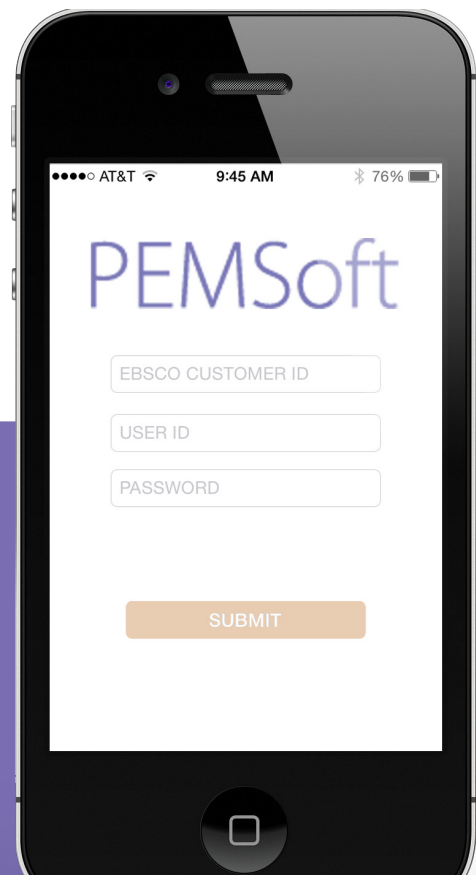 AT&T 9:45 AM 76%
PEMSoft
EBSCO CUSTOMER ID
USER ID
PASSWORD
SUBMIT